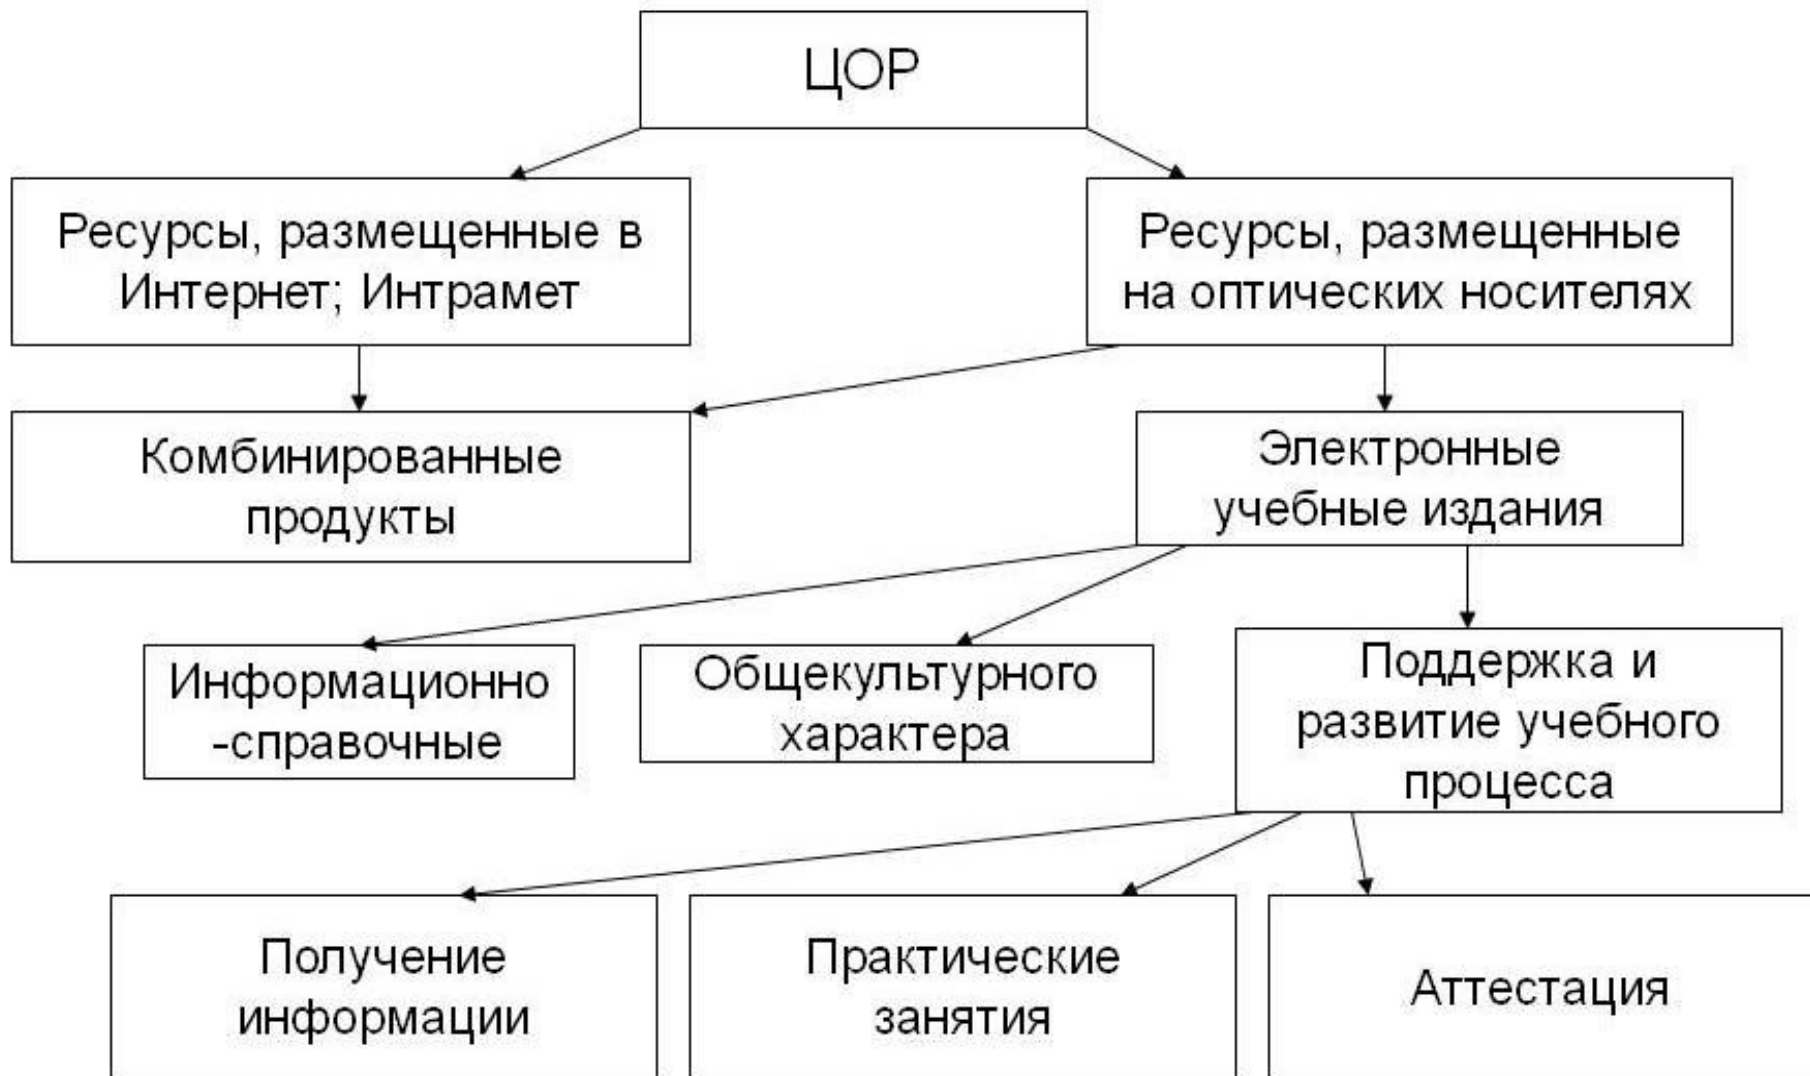 ЦОР
Ресурсы, размещенные в
Интернет; Интрамет
Ресурсы, размещенные
на оптических носителях
Комбинированные
продукты
Электронные
учебные издания
Информационно
-справочные
Общекультурного
характера
Поддержка и
развитие учебного
процесса
Получение
информации
Практические
занятия
Аттестация